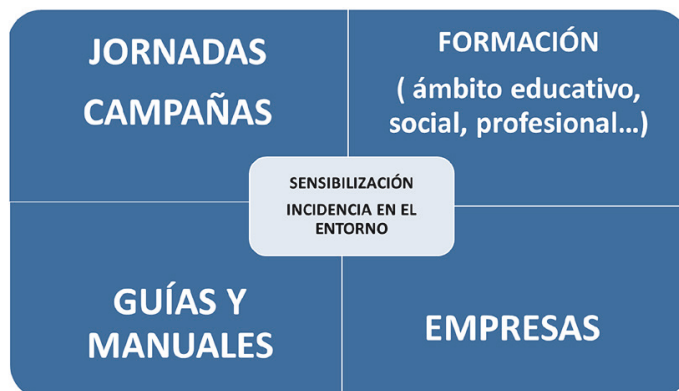 JORNADAS
CAMPAÑAS
FORMACIÓN
( ámbito educativo,
social, profesional...)
SENSIBILIZACIÓN
INCIDENCIA EN EL
ENTORNO
GUÍAS Y
MANUALES
EMPRESAS